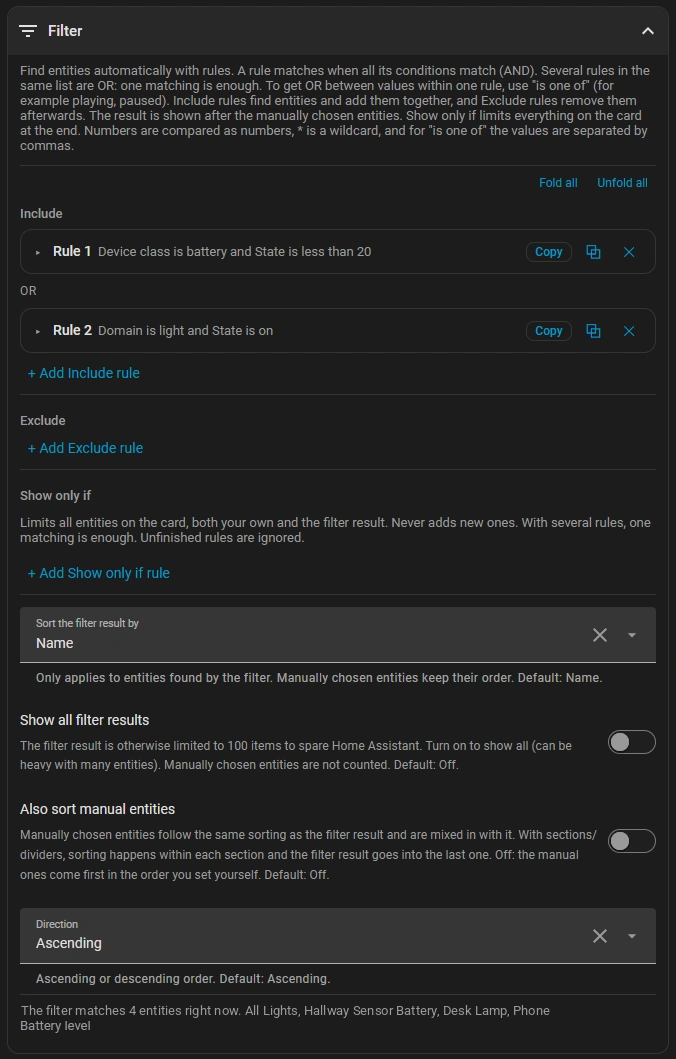 Filter
Find entities automatically with rules. A rule matches when all its conditions match (AND). Several rules in the
same list are OR: one matching is enough. To get OR between values within one rule, use "is one of" (for
example playing, paused). Include rules find entities and add them together, and Exclude rules remove them
afterwards. The result is shown after the manually chosen entities. Show only if limits everything on the card
at the end. Numbers are compared as numbers, * is a wildcard, and for "is one of" the values are separated by
commas.
Fold all Unfold all
Include
Rule 1 Device class is battery and State is less than 20 Copy
OR
Rule 2 Domain is light and State is on Copy
+ Add Include rule
Exclude
+ Add Exclude rule
Show only if
Limits all entities on the card, both your own and the filter result. Never adds new ones. With several rules, one
matching is enough. Unfinished rules are ignored.
+ Add Show only if rule
Sort the filter result by
Name
Only applies to entities found by the filter. Manually chosen entities keep their order. Default: Name.
Show all filter results
The filter result is otherwise limited to 100 items to spare Home Assistant. Turn on to show all (can be
heavy with many entities). Manually chosen entities are not counted. Default: Off.
Also sort manual entities
Manually chosen entities follow the same sorting as the filter result and are mixed in with it. With sections/
dividers, sorting happens within each section and the filter result goes into the last one. Off: the manual
ones come first in the order you set yourself. Default: Off.
Direction
Ascending
Ascending or descending order. Default: Ascending.
The filter matches 4 entities right now. All Lights, Hallway Sensor Battery, Desk Lamp, Phone
Battery level